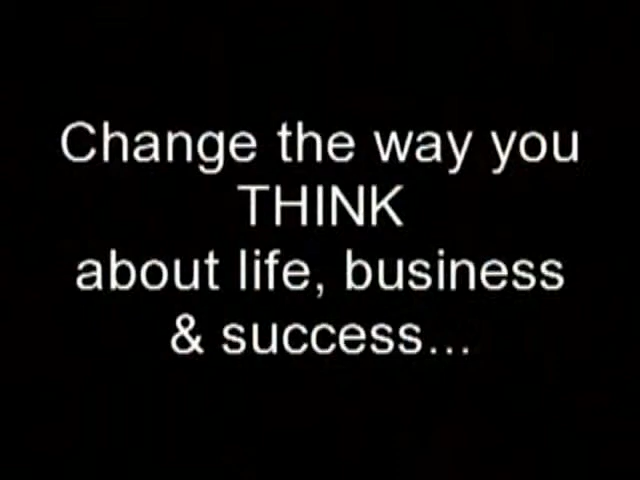 Change the way you
THINK
about life, business
& success...